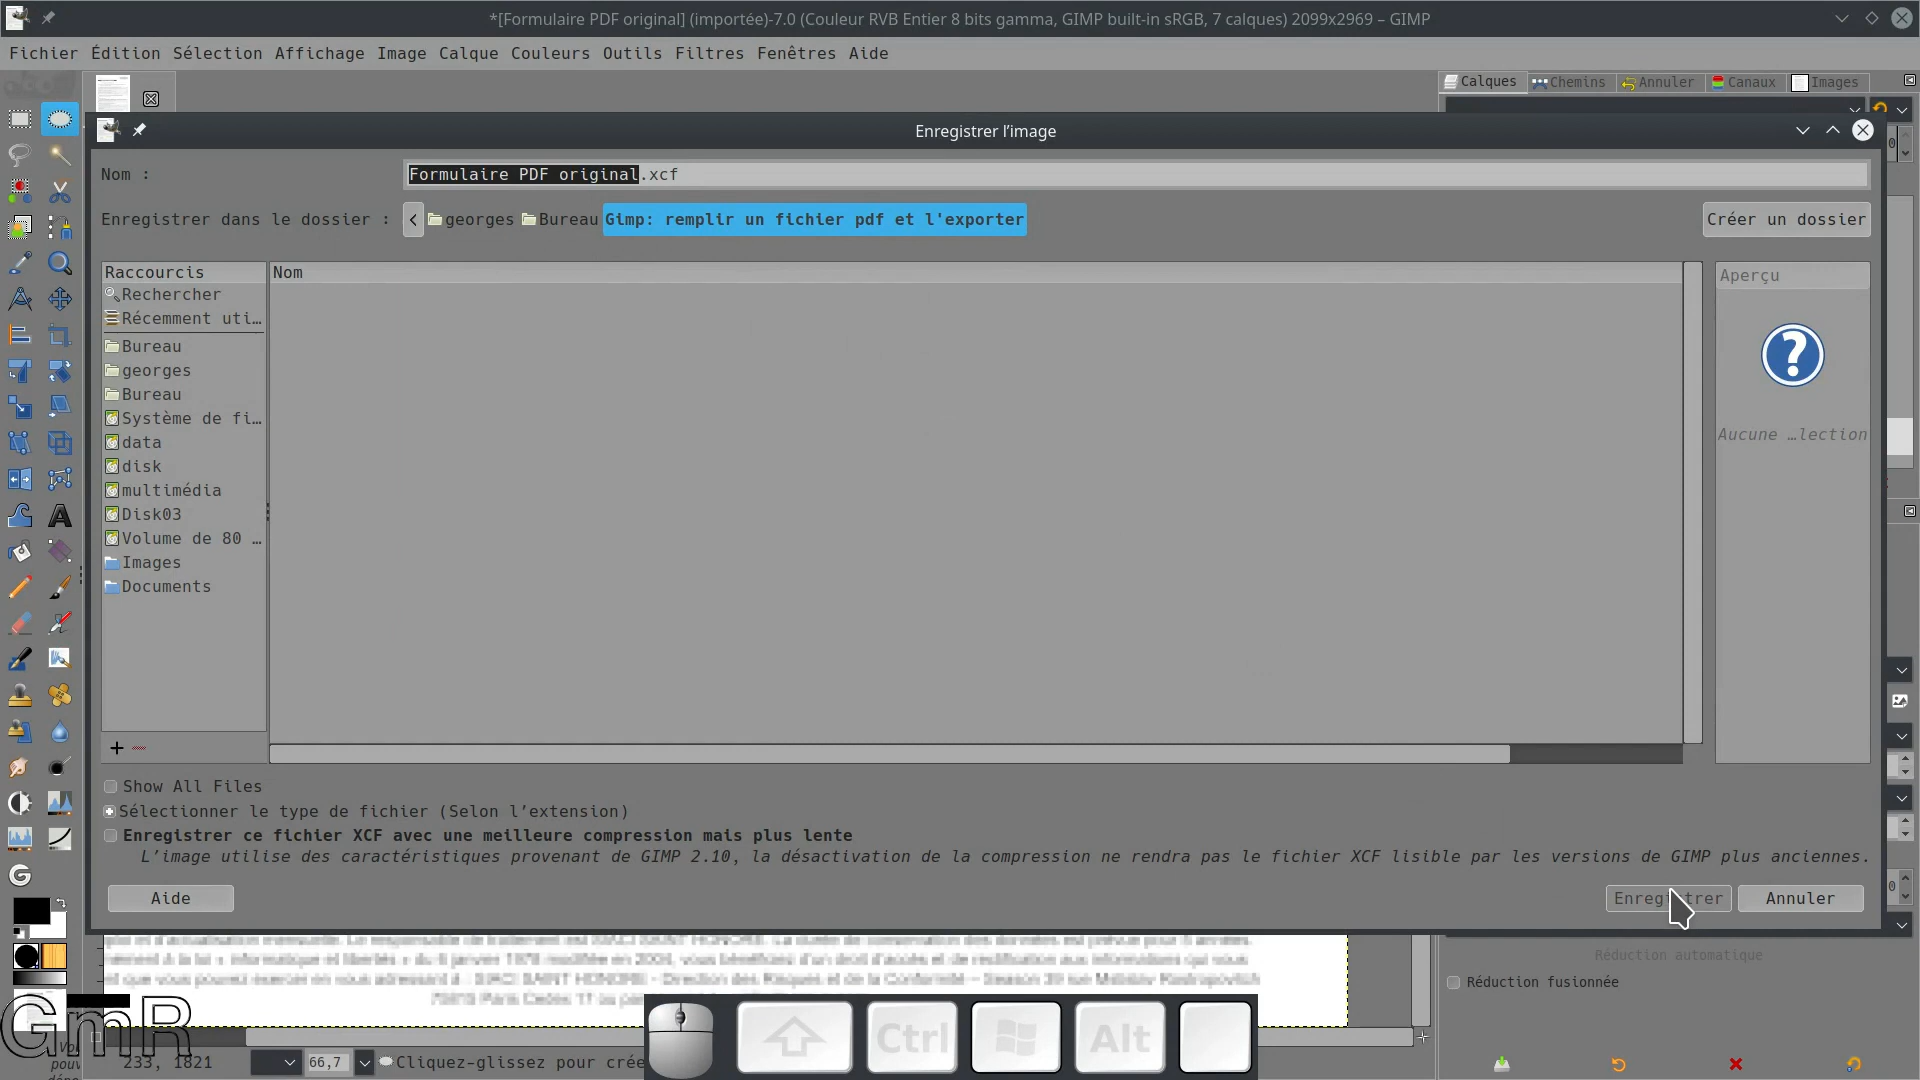 *[Formulaire PDF original] (importée)-7.0 (Couleur RVB Entier 8 bits gamma, GIMP built-in sRGB, 7 calques) 2099x2969 – GIMP
Fichier Édition Sélection Affichage Image Calque Couleurs Outils Filtres Fenêtres Aide
Calques Chemins Annuler Canaux Images
Enregistrer l’image
Nom : Formulaire PDF original.xcf
Enregistrer dans le dossier : georges Bureau Gimp: remplir un fichier pdf et l'exporter Créer un dossier
Raccourcis Nom Aperçu
Rechercher
Récemment uti…
Bureau
georges
Bureau
Système de fi…
data
disk
multimédia
Disk03
Volume de 80 …
Images
Documents
Aucune …lection
Show All Files
Sélectionner le type de fichier (Selon l’extension)
Enregistrer ce fichier XCF avec une meilleure compression mais plus lente
L’image utilise des caractéristiques provenant de GIMP 2.10, la désactivation de la compression ne rendra pas le fichier XCF lisible par les versions de GIMP plus anciennes.
Aide Enregistrer Annuler
Réduction automatique
Réduction fusionnée
GmR
Ctrl Alt
233, 1821 66,7 Cliquez-glissez pour crée